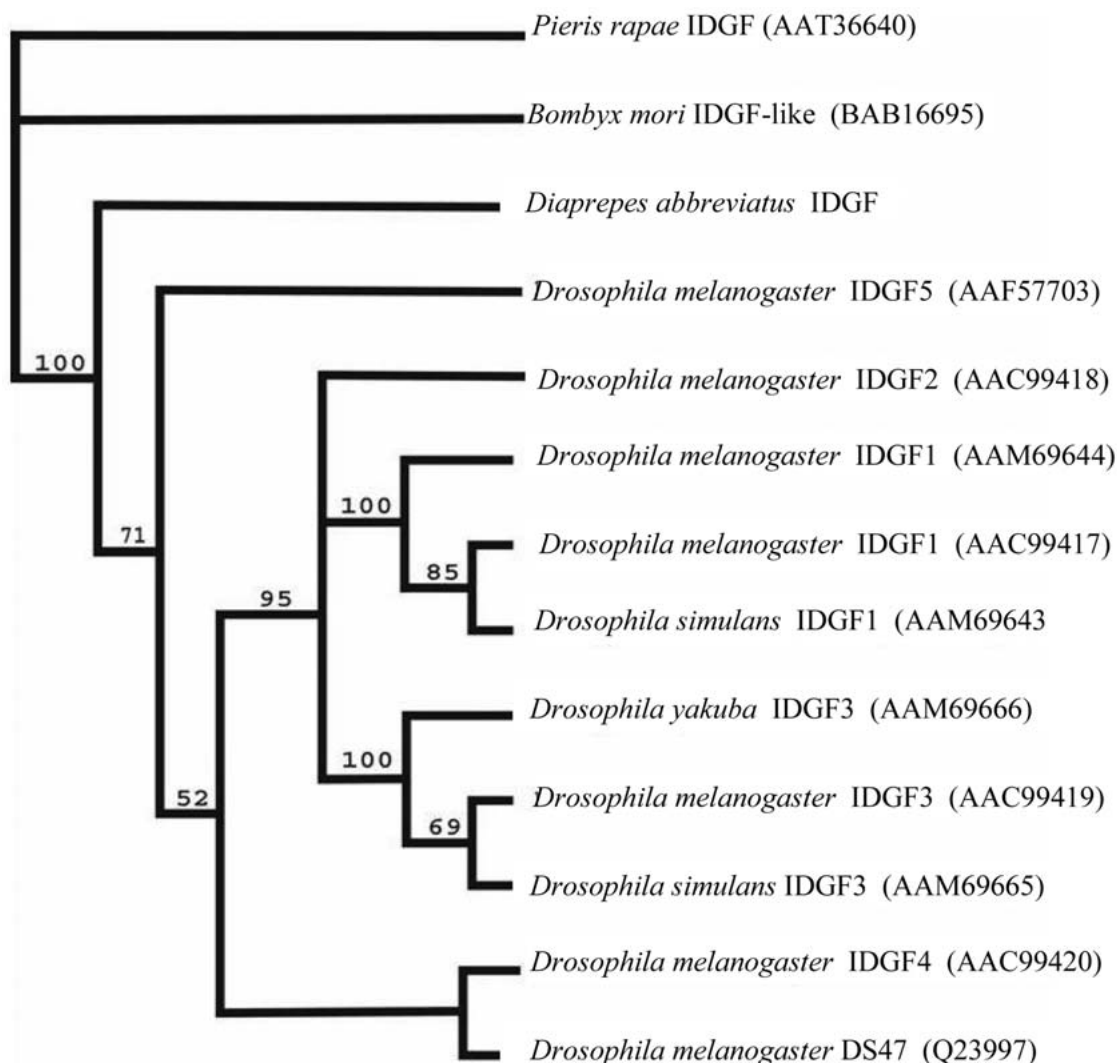 Pieris rapae IDGF (AAT36640)
Bombyx mori IDGF-like (BAB16695)
Diaprepes abbreviatus IDGF
Drosophila melanogaster IDGF5 (AAF57703)
100
Drosophila melanogaster IDGF2 (AAC99418)
Drosophila melanogaster IDGF1 (AAM69644)
100
71
Drosophila melanogaster IDGF1 (AAC99417)
85
95
Drosophila simulans IDGF1 (AAM69643
Drosophila yakuba IDGF3 (AAM69666)
100
52
Drosophila melanogaster IDGF3 (AAC99419)
69
Drosophila simulans IDGF3 (AAM69665)
Drosophila melanogaster IDGF4 (AAC99420)
Drosophila melanogaster DS47 (Q23997)